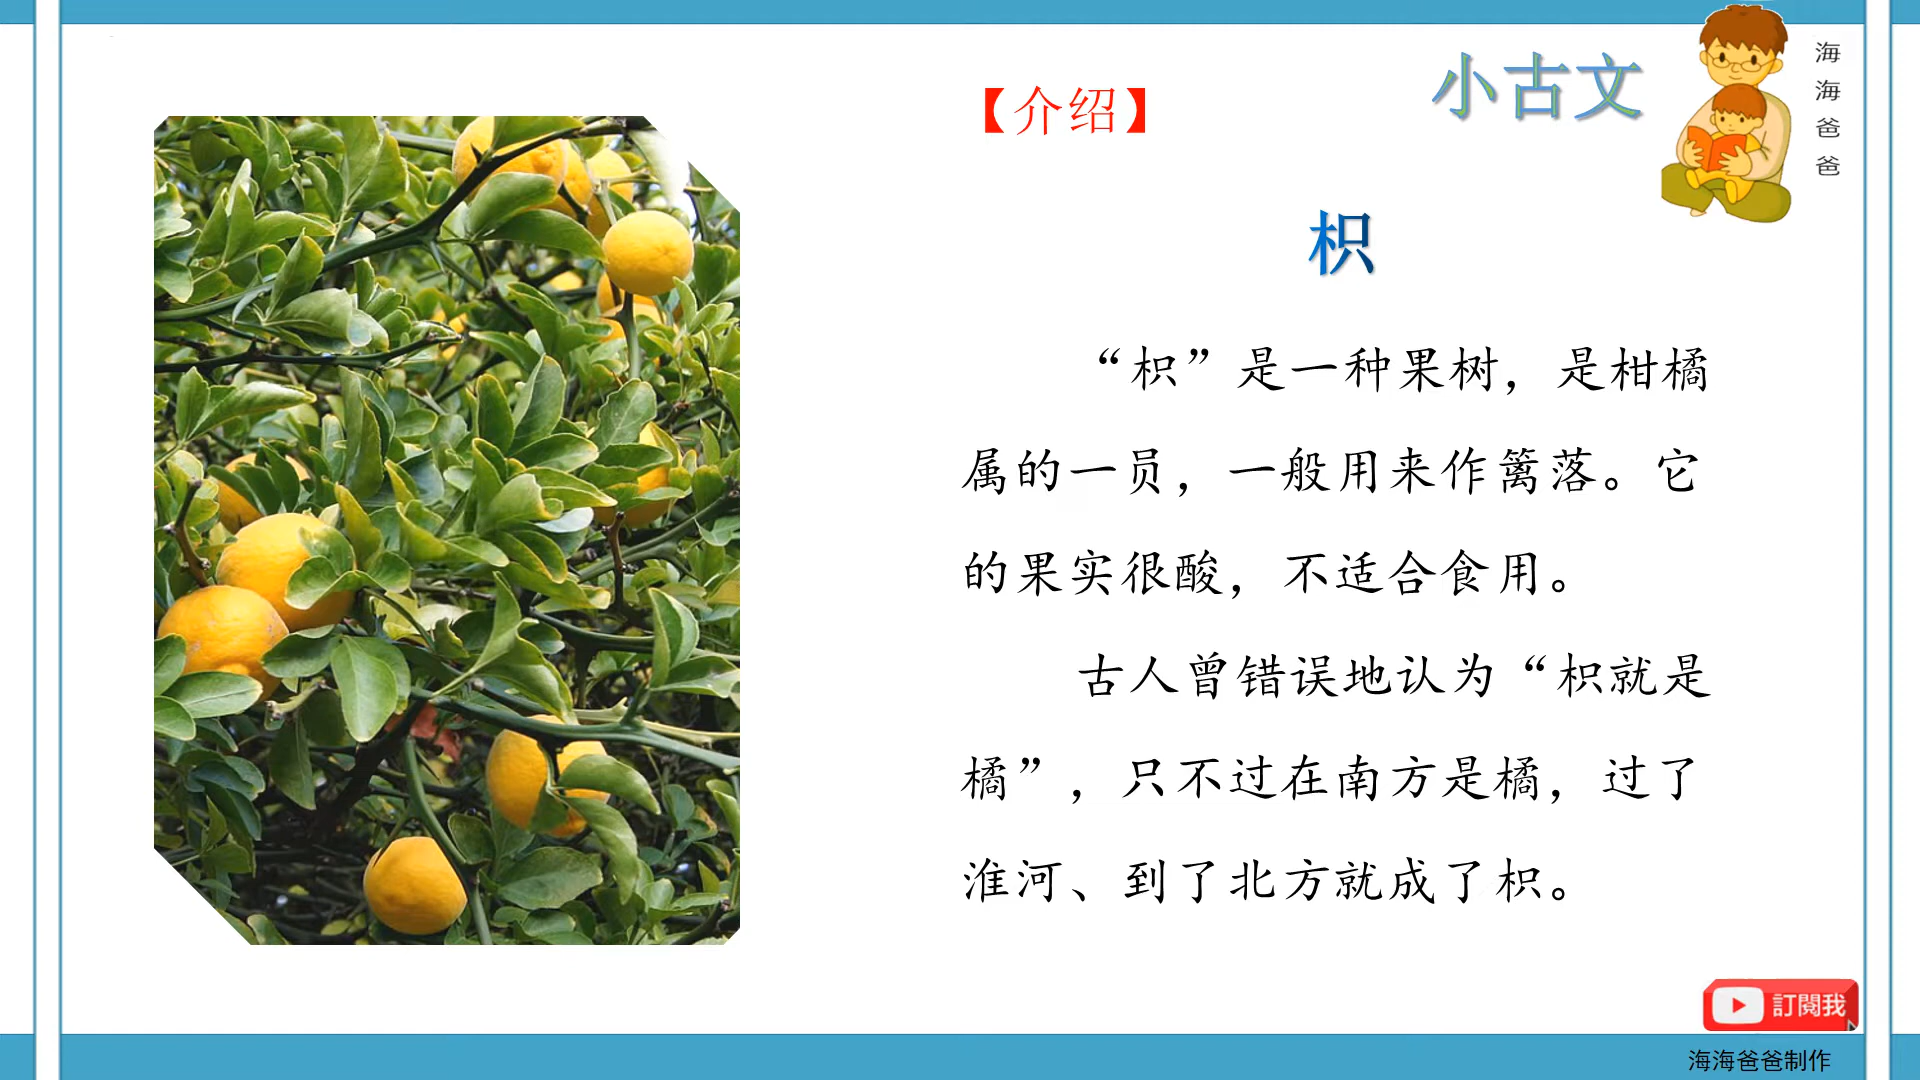 小古文
海海爸爸
【介绍】
枳
“枳”是一种果树，是柑橘
属的一员，一般用来作篱落。它
的果实很酸，不适合食用。
古人曾错误地认为“枳就是
橘”，只不过在南方是橘，过了
淮河、到了北方就成了枳。
訂閱我
海海爸爸制作